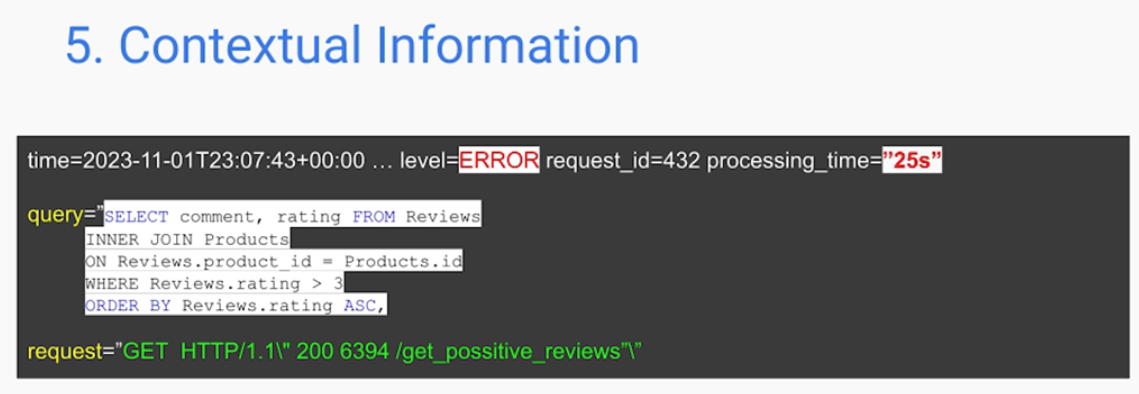 5. Contextual Information
time=2023-11-01T23:07:43+00:00 ... level=ERROR request_id=432 processing_time=”25s”
query=”SELECT comment, rating FROM Reviews
INNER JOIN Products
ON Reviews.product_id = Products.id
WHERE Reviews.rating > 3
ORDER BY Reviews.rating ASC,
request=”GET  HTTP/1.1\" 200 6394 /get_possitive_reviews”\”